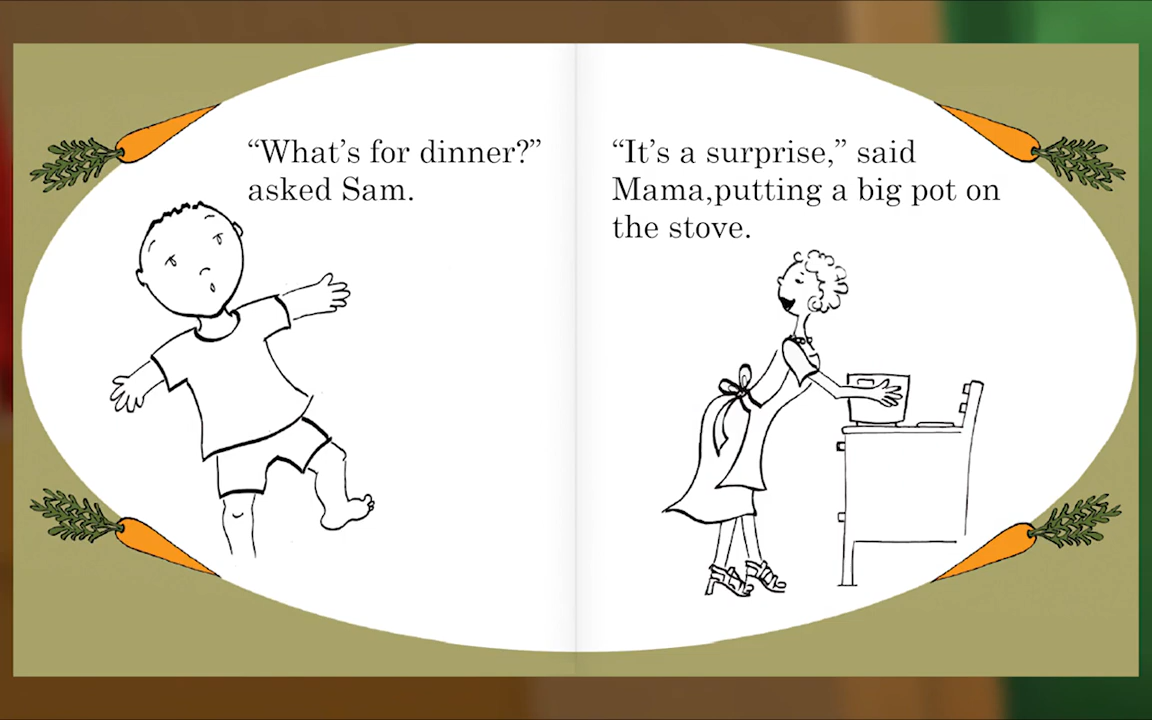 “What’s for dinner?”
asked Sam.
“It’s a surprise,” said
Mama,putting a big pot on
the stove.